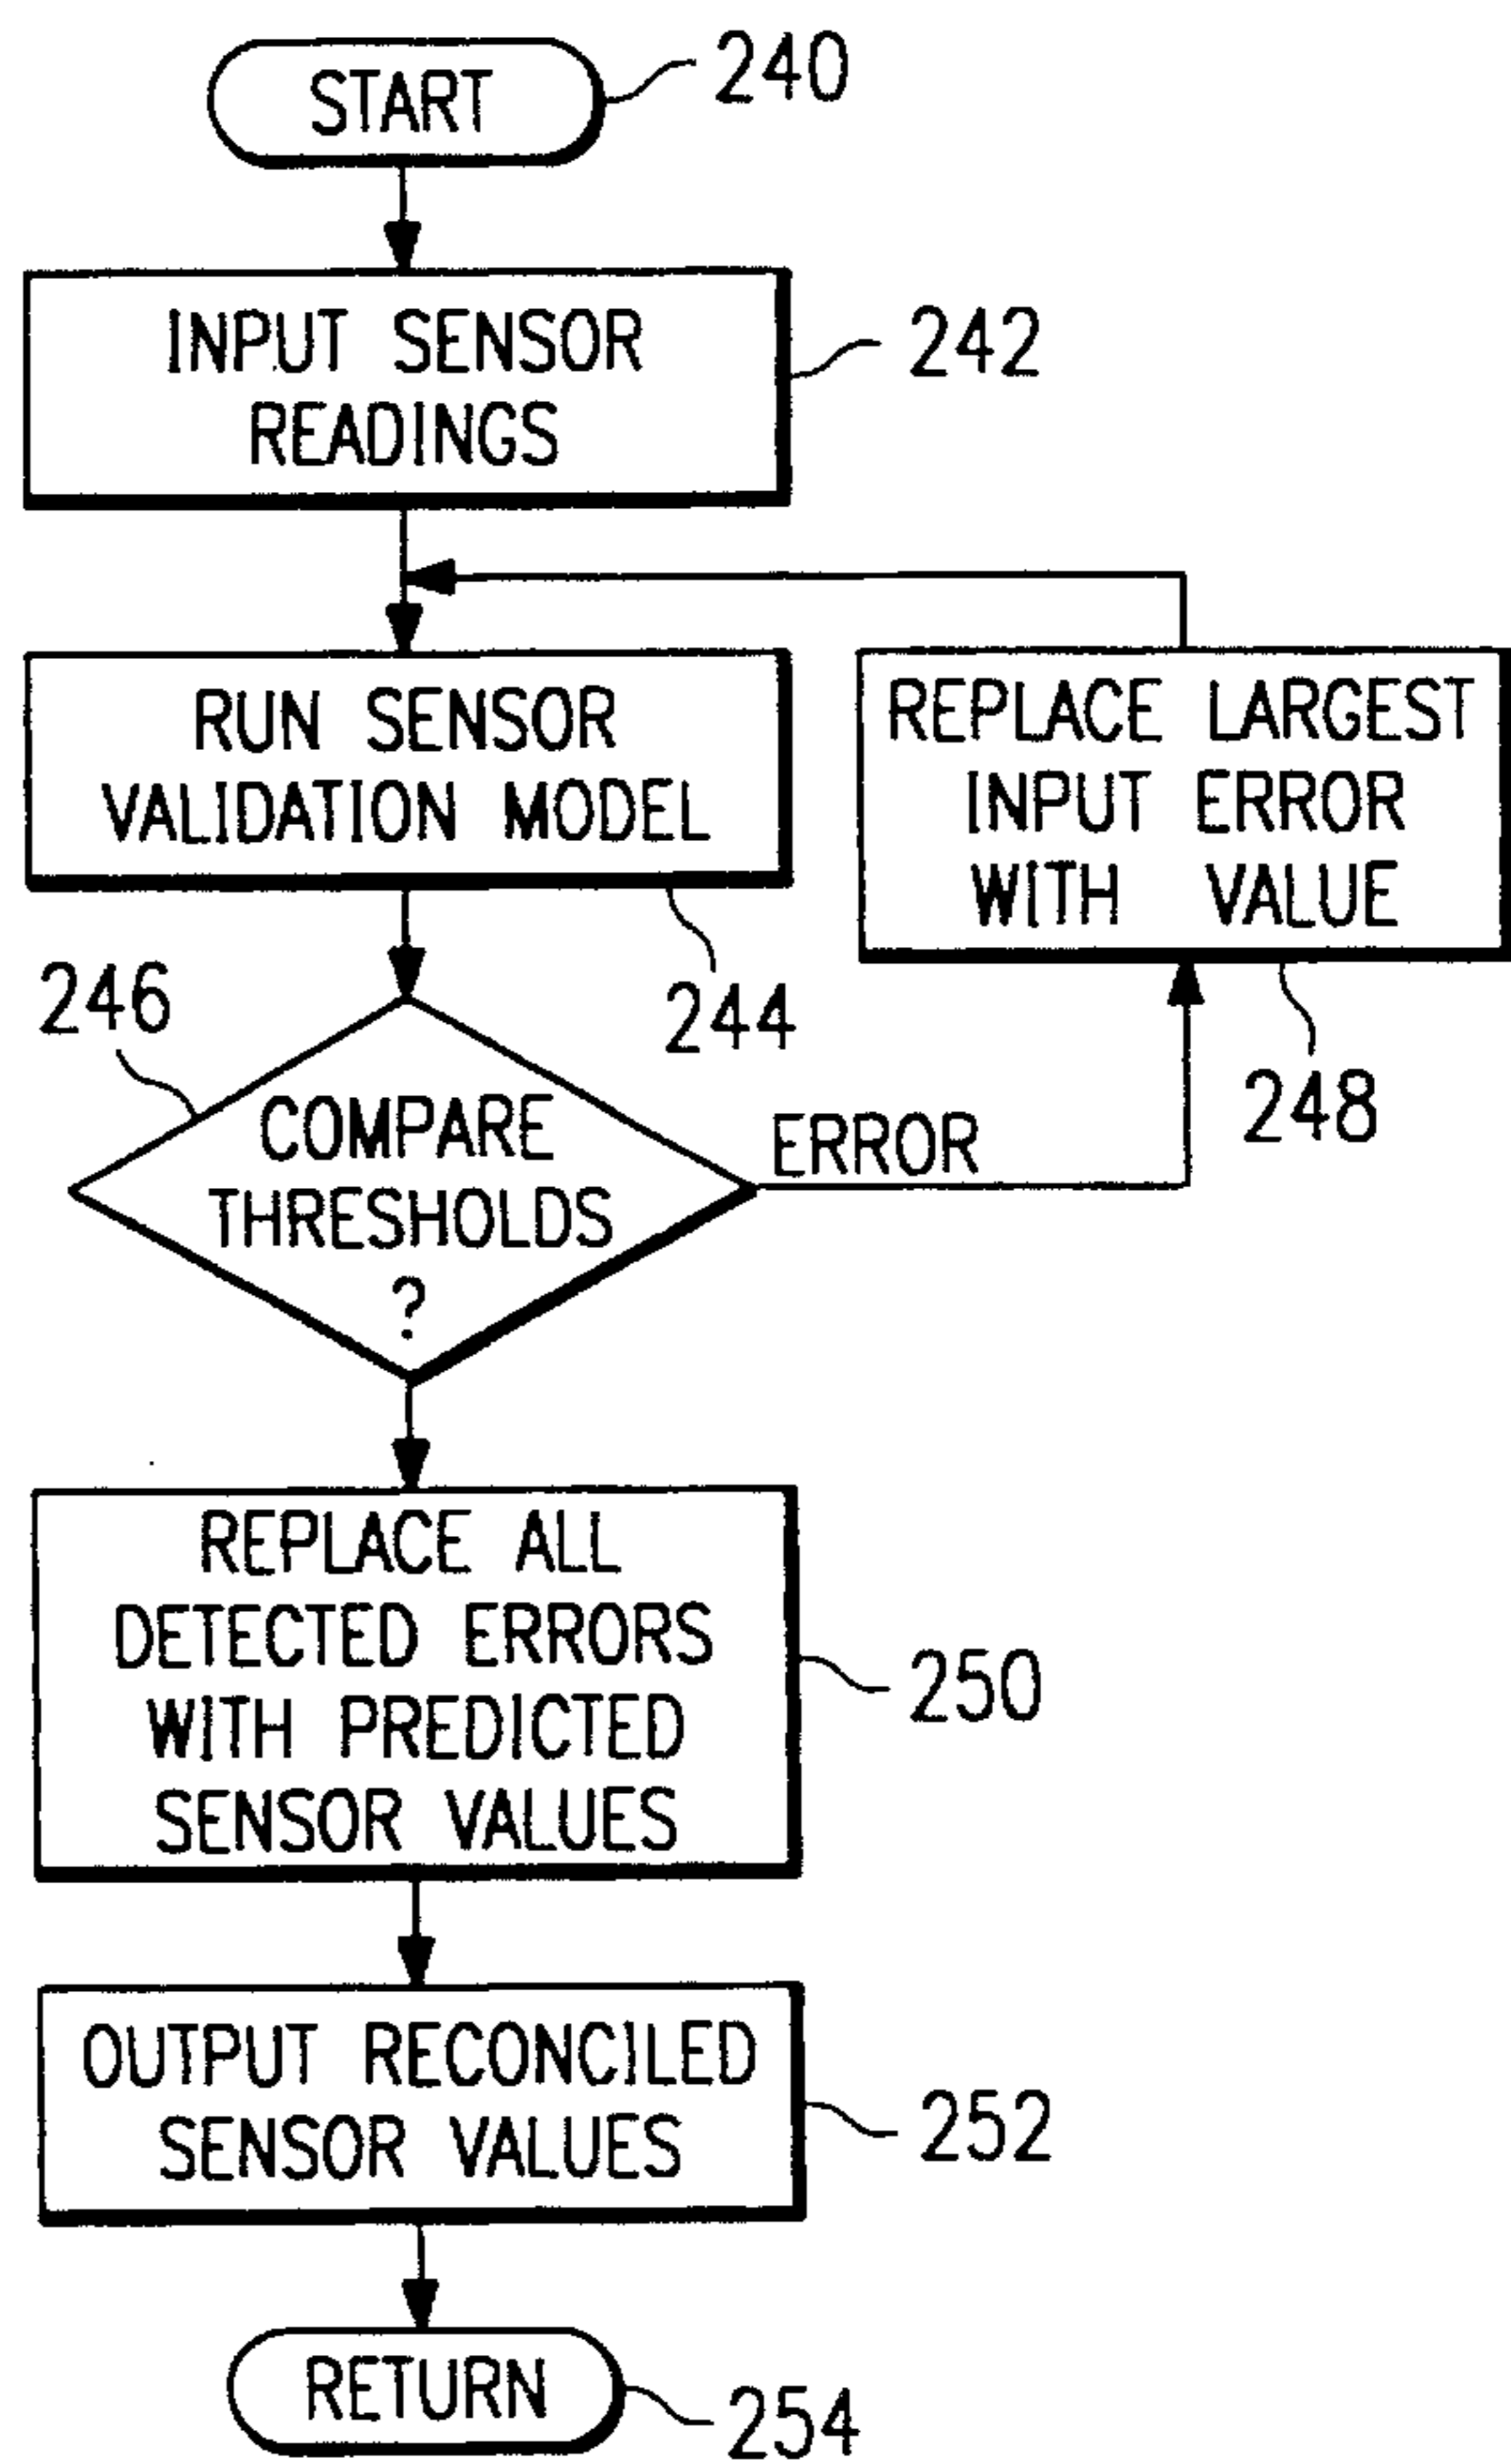 START
240
INPUT SENSOR
READINGS
242
RUN SENSOR
VALIDATION MODEL
244
REPLACE LARGEST
INPUT ERROR
WITH VALUE
248
246
COMPARE
THRESHOLDS
?
ERROR
REPLACE ALL
DETECTED ERRORS
WITH PREDICTED
SENSOR VALUES
250
OUTPUT RECONCILED
SENSOR VALUES
252
RETURN
254